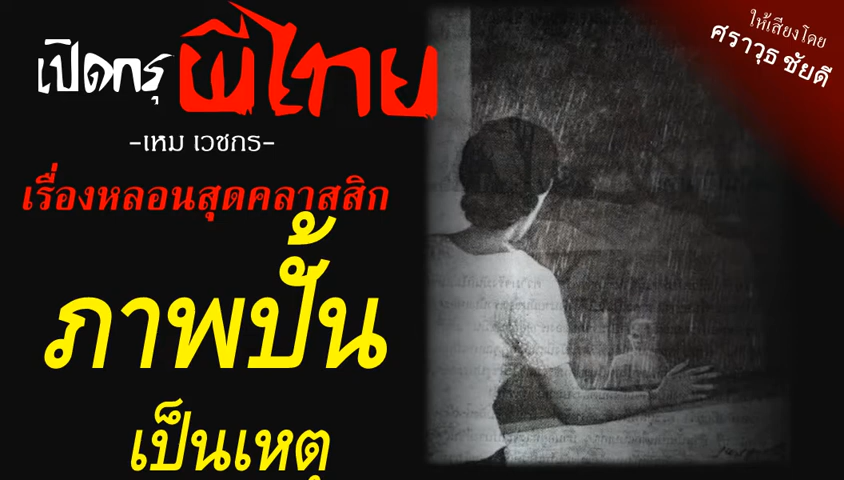 เปิดกรุ ผีไทย
-เหม เวชกร-
เรื่องหลอนสุดคลาสสิก
ภาพปั้น
เป็นเหตุ
ให้เสียงโดย
ศราวุธ ชัยดี